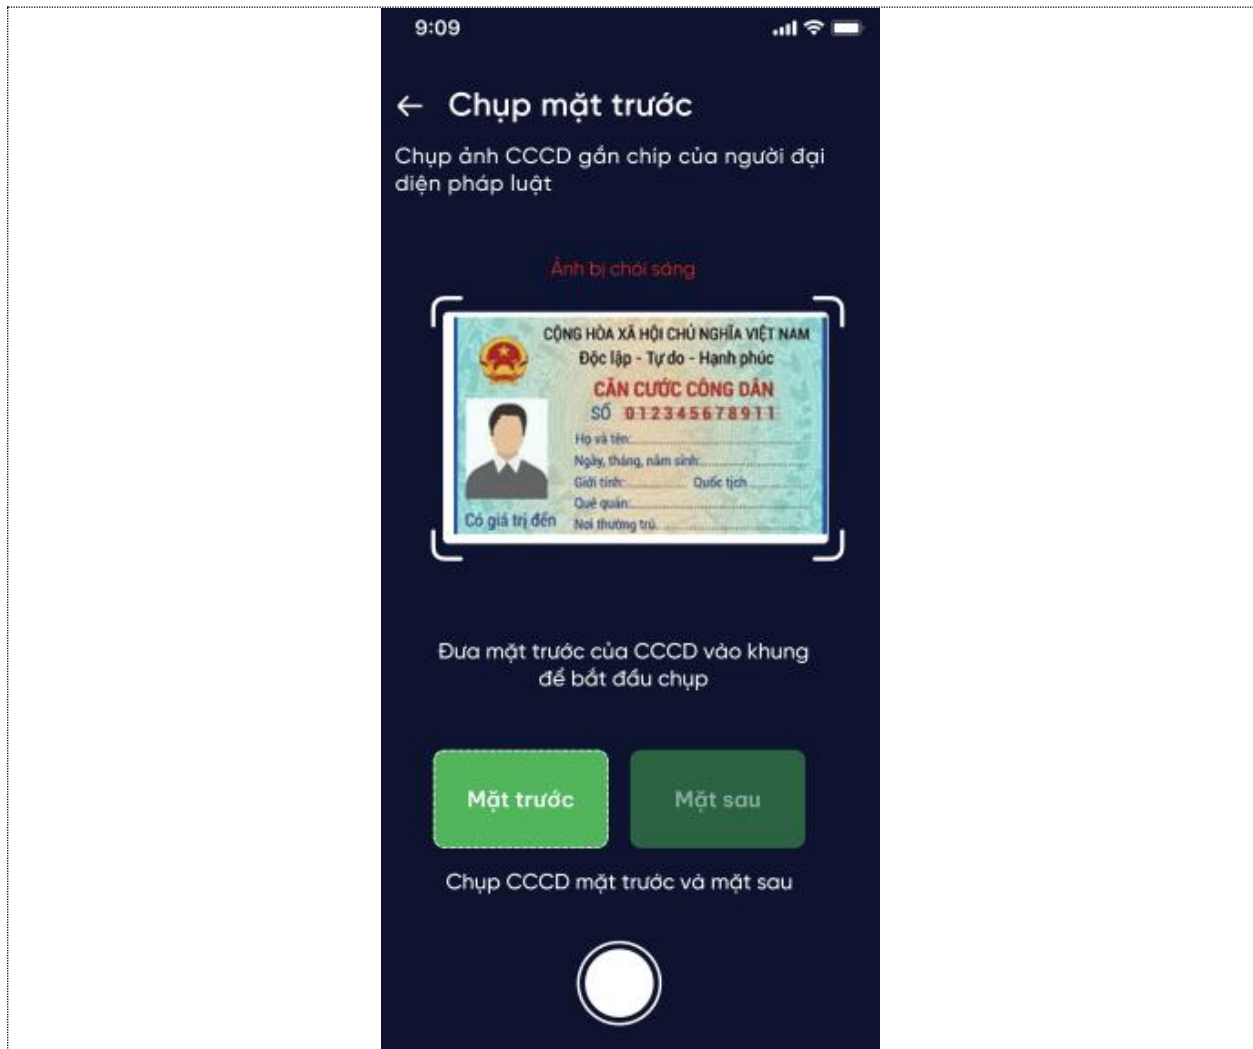 9:09
← Chụp mặt trước
Chụp ảnh CCCD gắn chíp của người đại
diện pháp luật
Ảnh bị chói sáng
CỘNG HÒA XÃ HỘI CHỦ NGHĨA VIỆT NAM
Độc lập - Tự do - Hạnh phúc
CĂN CƯỚC CÔNG DÂN
SỐ 012345678911
Họ và tên:
Ngày, tháng, năm sinh:
Giới tính: Quốc tịch
Quê quán:
Có giá trị đến Nơi thường trú:
Đưa mặt trước của CCCD vào khung
để bắt đầu chụp
Mặt trước Mặt sau
Chụp CCCD mặt trước và mặt sau